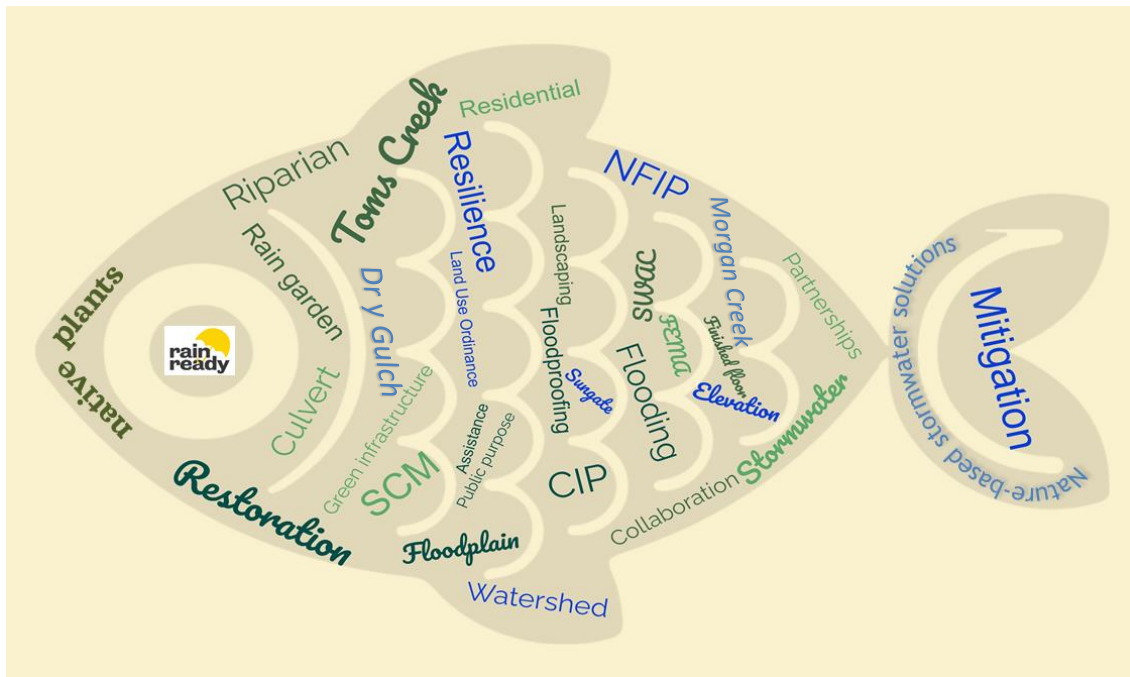 native plants
rain
ready
Riparian
Rain garden
Culvert
Restoration
Toms Creek
Dr y Gulch
Green infrastructure
SCM
Residential
Resilience
Land Use Ordinance
Assistance
Public purpose
Floodplain
Watershed
Landscaping
Floodproofing
Sungate
CIP
NFIP
SWAC
FEMA
Flooding
Morgan Creek
Finished floor
Elevation
Partnerships
Collaboration
Stormwater
Nature-based stormwater solutions
Mitigation